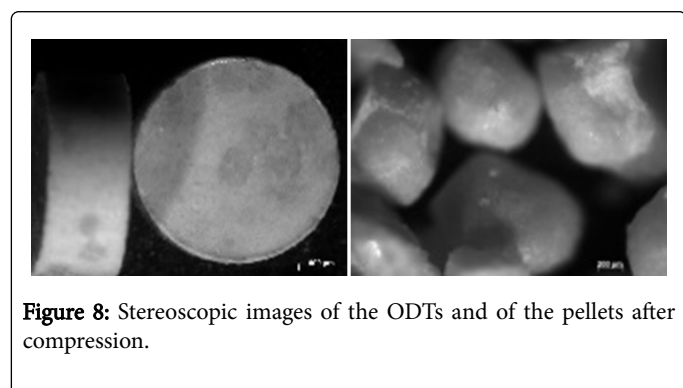 Figure 8: Stereoscopic images of the ODTs and of the pellets after
compression.